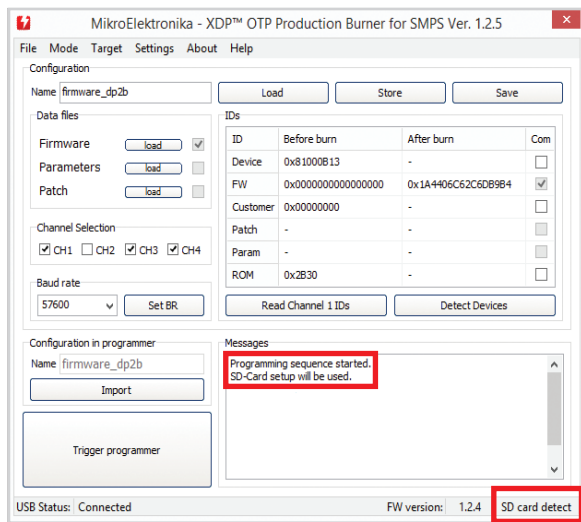 MikroElektronika - XDP™ OTP Production Burner for SMPS Ver. 1.2.5
File Mode Target Settings About Help
Configuration
Name firmware_dp2b
Load Store Save
Data files
Firmware load
Parameters load
Patch load
Channel Selection
CH1 CH2 CH3 CH4
Baud rate
57600 Set BR
IDs
ID Before burn After burn Com
Device 0x81000B13 -
FW 0x0000000000000000 0x1A4406C62C6DB9B4
Customer 0x00000000 -
Patch - -
Param - -
ROM 0x2B30 -
Read Channel 1 IDs Detect Devices
Configuration in programmer
Name firmware_dp2b
Import
Trigger programmer
Messages
Programming sequence started.
SD-Card setup will be used.
USB Status: Connected FW version: 1.2.4 SD card detect